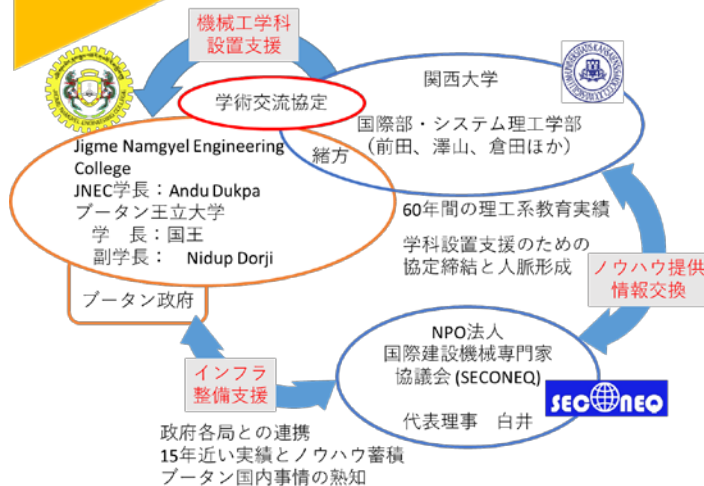 機械工学科
設置支援
学術交流協定
関西大学
国際部・システム理工学部
（前田、澤山、倉田ほか）
緒方
Jigme Namgyel Engineering
College
JNEC学長：Andu Dukpa
ブータン王立大学
学　長：国王
副学長：　Nidup Dorji
ブータン政府
60年間の理工系教育実績
学科設置支援のための
協定締結と人脈形成
ノウハウ提供
情報交換
NPO法人
国際建設機械専門家
協議会 (SECONEQ)
代表理事　白井
SECONEQ
インフラ
整備支援
政府各局との連携
15年近い実績とノウハウ蓄積
ブータン国内事情の熟知